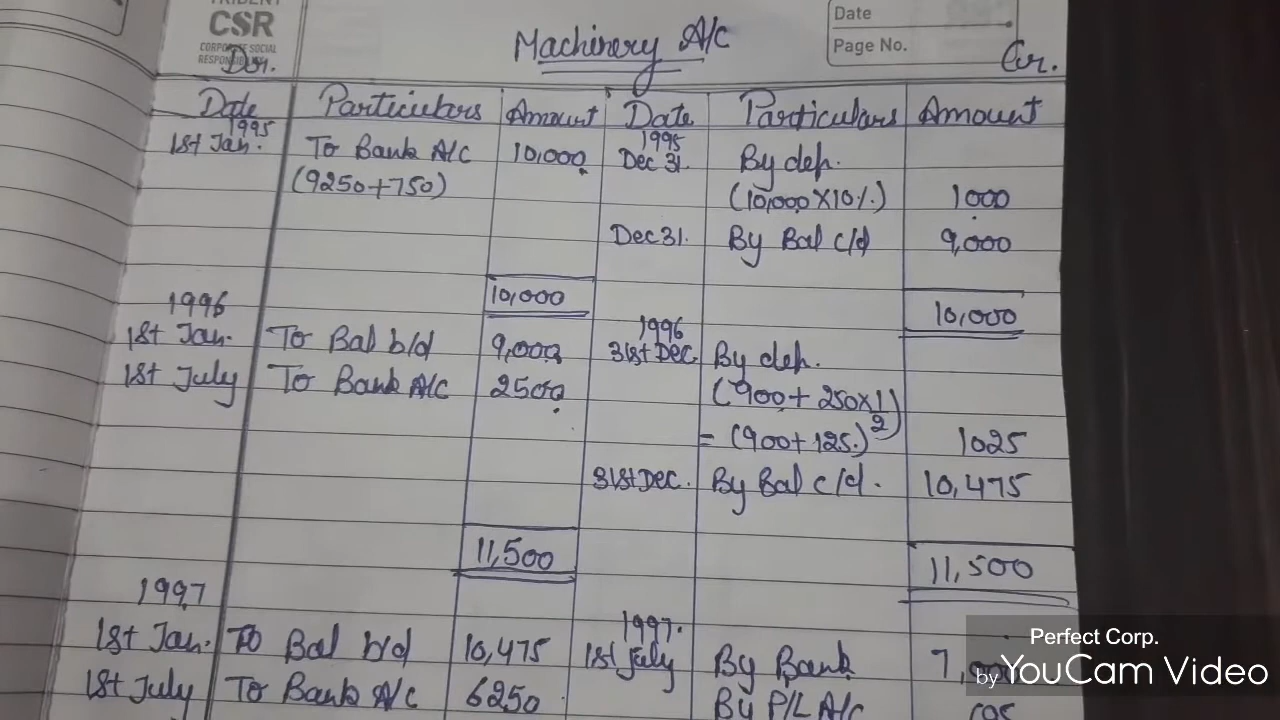 TRIDENT
CSR
CORPORATE SOCIAL
RESPONSIBILITY
Date
Page No.
Machinery A/c
Dr.
Cr.
Date Particulars Amount Date Particulars Amount
1995 1995
1st Jan. To Bank A/c 10,000 Dec 31. By dep.
(9250+750) (10,000×10%) 1000
Dec 31. By Bal c/d 9,000
10,000 10,000
1996 1996
1st Jan. To Bal b/d 9,000 31st Dec. By dep.
1st July To Bank A/c 2500 (900+250×1/2)
=(900+125.) 1025
31st Dec. By Bal c/d. 10,475
11,500 11,500
1997 1997.
1st Jan. To Bal b/d 10,475 1st July By Bank
1st July To Bank A/c 6250 By P/L A/c
Perfect Corp.
by YouCam Video